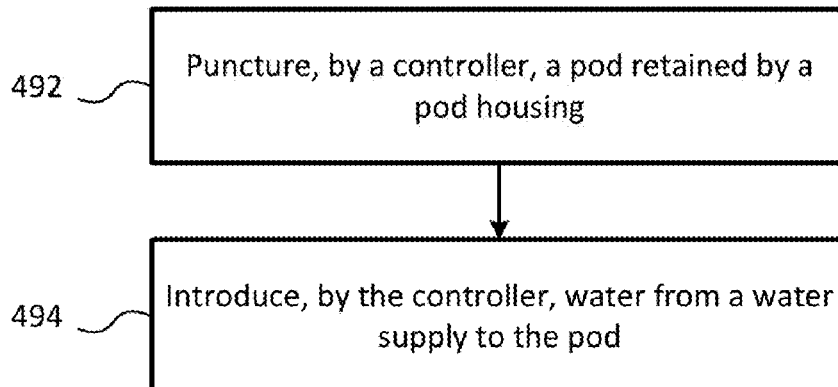 492
Puncture, by a controller, a pod retained by a
pod housing
494
Introduce, by the controller, water from a water
supply to the pod